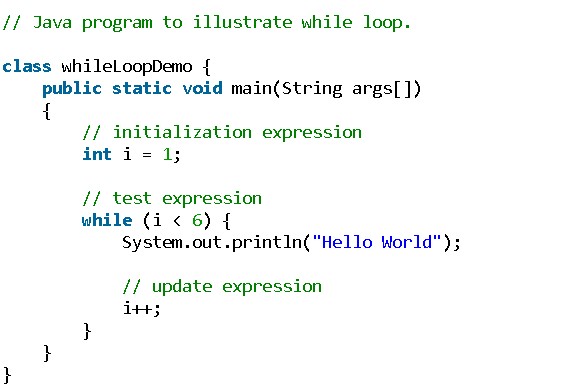 // Java program to illustrate while loop.
class whileLoopDemo {
public static void main(String args[])
{
// initialization expression
int i = 1;
// test expression
while (i < 6) {
System.out.println("Hello World");
// update expression
i++;
}
}
}